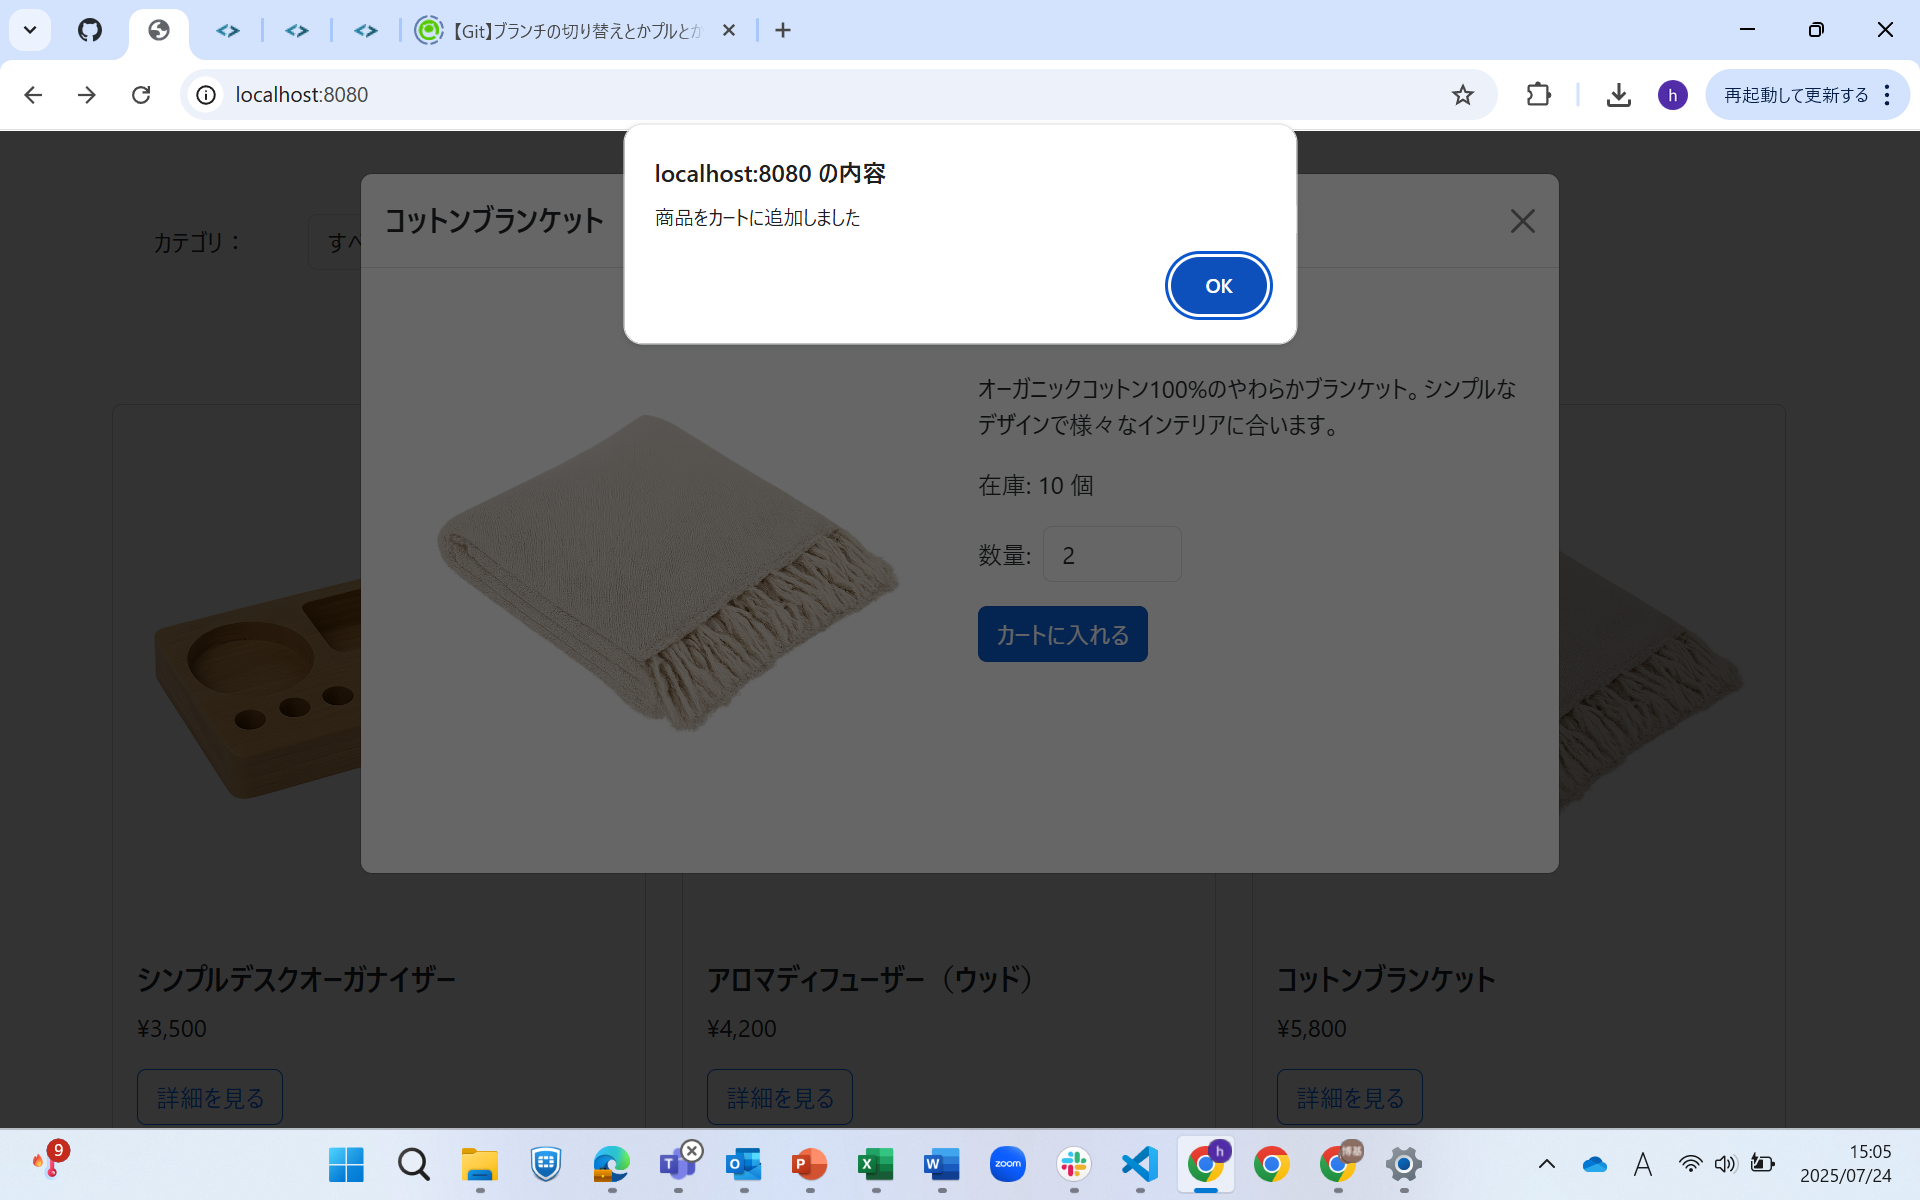 【Git】ブランチの切り替えとかプルとか
localhost:8080
h
再起動して更新する
localhost:8080 の内容
商品をカートに追加しました
OK
コットンブランケット
カテゴリ：
すべ
オーガニックコットン100%のやわらかブランケット。シンプルな
デザインで様々なインテリアに合います。
在庫: 10 個
数量: 2
カートに入れる
シンプルデスクオーガナイザー
¥3,500
詳細を見る
アロマディフューザー（ウッド）
¥4,200
詳細を見る
コットンブランケット
¥5,800
詳細を見る
9
zoom
h
A
15:05
2025/07/24